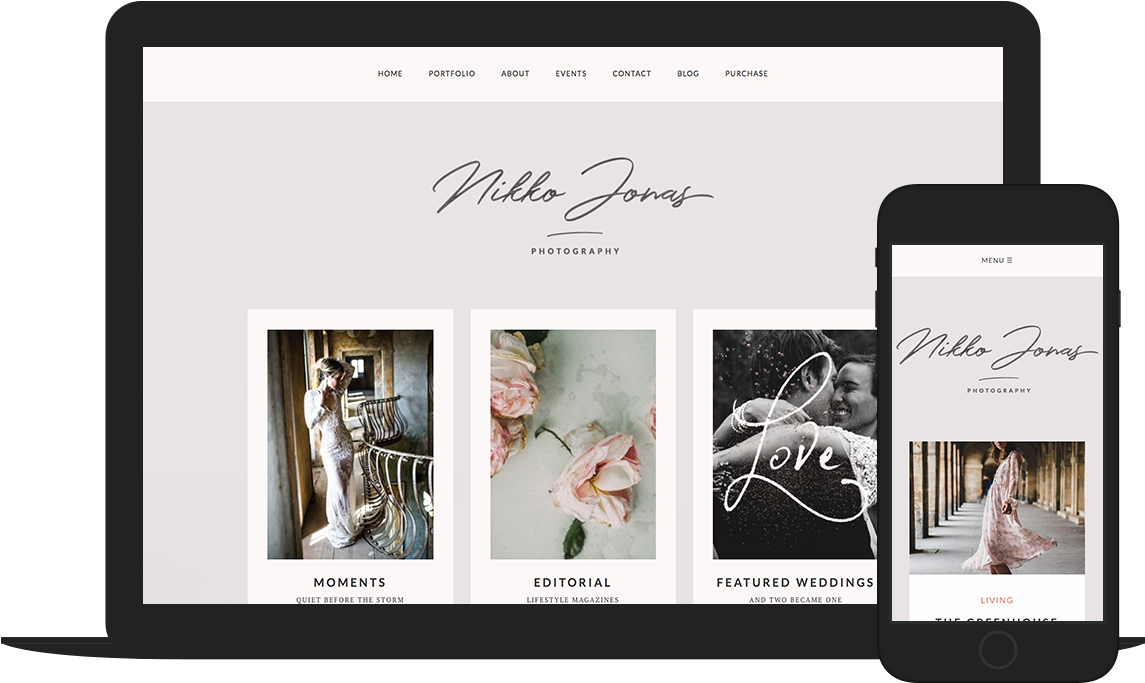 HOME PORTFOLIO ABOUT EVENTS CONTACT BLOG PURCHASE
Nikko Jonas
PHOTOGRAPHY
Love
MOMENTS
QUIET BEFORE THE STORM
EDITORIAL
LIFESTYLE MAGAZINES
FEATURED WEDDINGS
AND TWO BECAME ONE
MENU ☰
Nikko Jonas
PHOTOGRAPHY
LIVING
THE GREENHOUSE